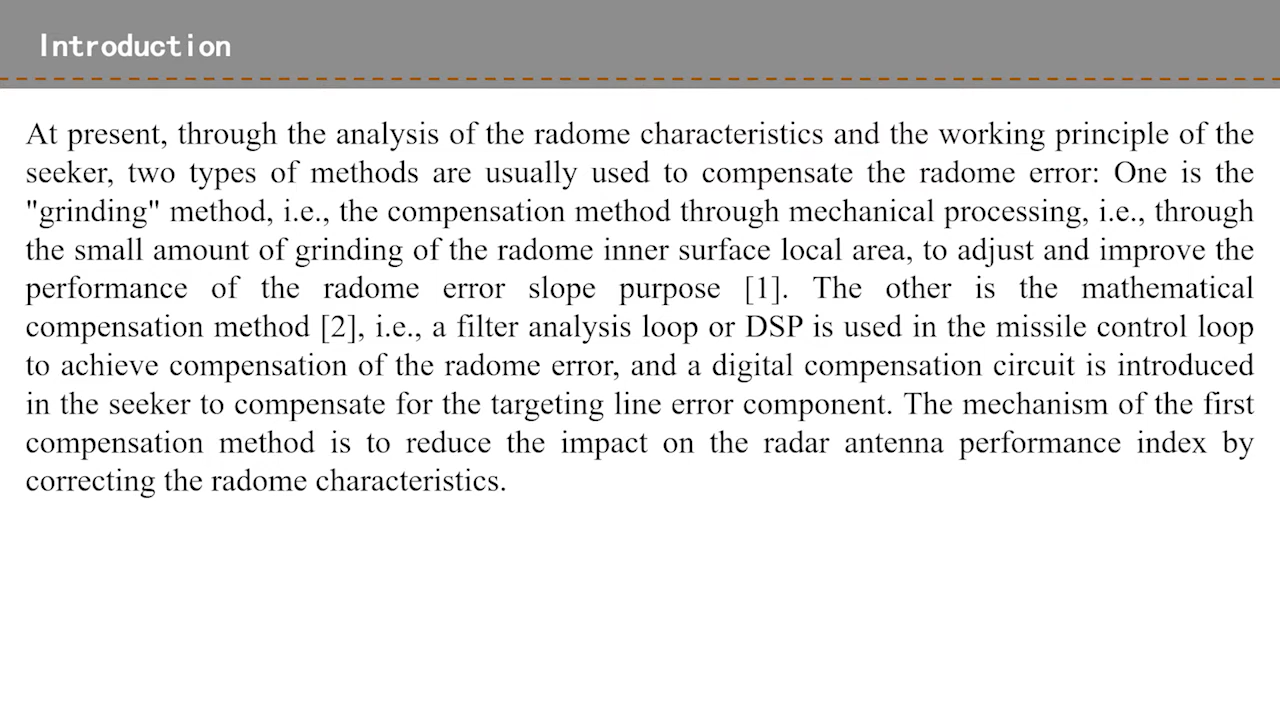 Introduction
At present, through the analysis of the radome characteristics and the working principle of the
seeker, two types of methods are usually used to compensate the radome error: One is the
"grinding" method, i.e., the compensation method through mechanical processing, i.e., through
the small amount of grinding of the radome inner surface local area, to adjust and improve the
performance of the radome error slope purpose [1]. The other is the mathematical
compensation method [2], i.e., a filter analysis loop or DSP is used in the missile control loop
to achieve compensation of the radome error, and a digital compensation circuit is introduced
in the seeker to compensate for the targeting line error component. The mechanism of the first
compensation method is to reduce the impact on the radar antenna performance index by
correcting the radome characteristics.